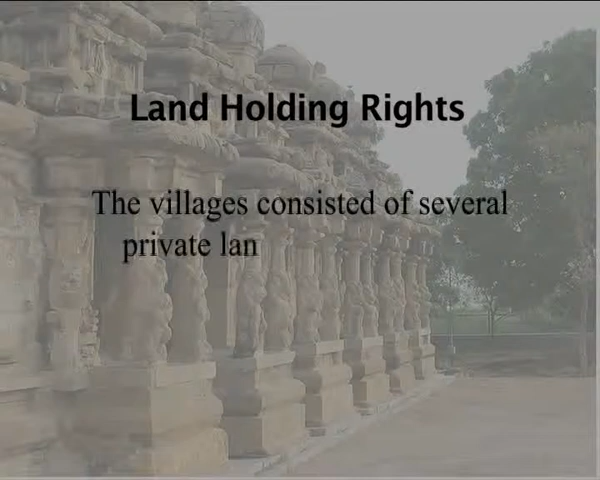 Land Holding Rights
The villages consisted of several
private lan